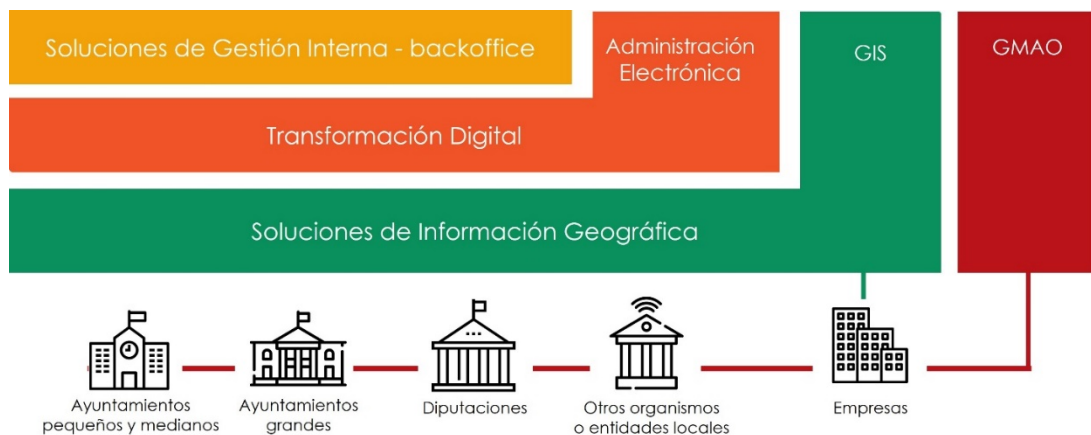 Soluciones de Gestión Interna - backoffice
Administración
Electrónica
GIS
GMAO
Transformación Digital
Soluciones de Información Geográfica
Ayuntamientos
pequeños y medianos
Ayuntamientos
grandes
Diputaciones
Otros organismos
o entidades locales
Empresas